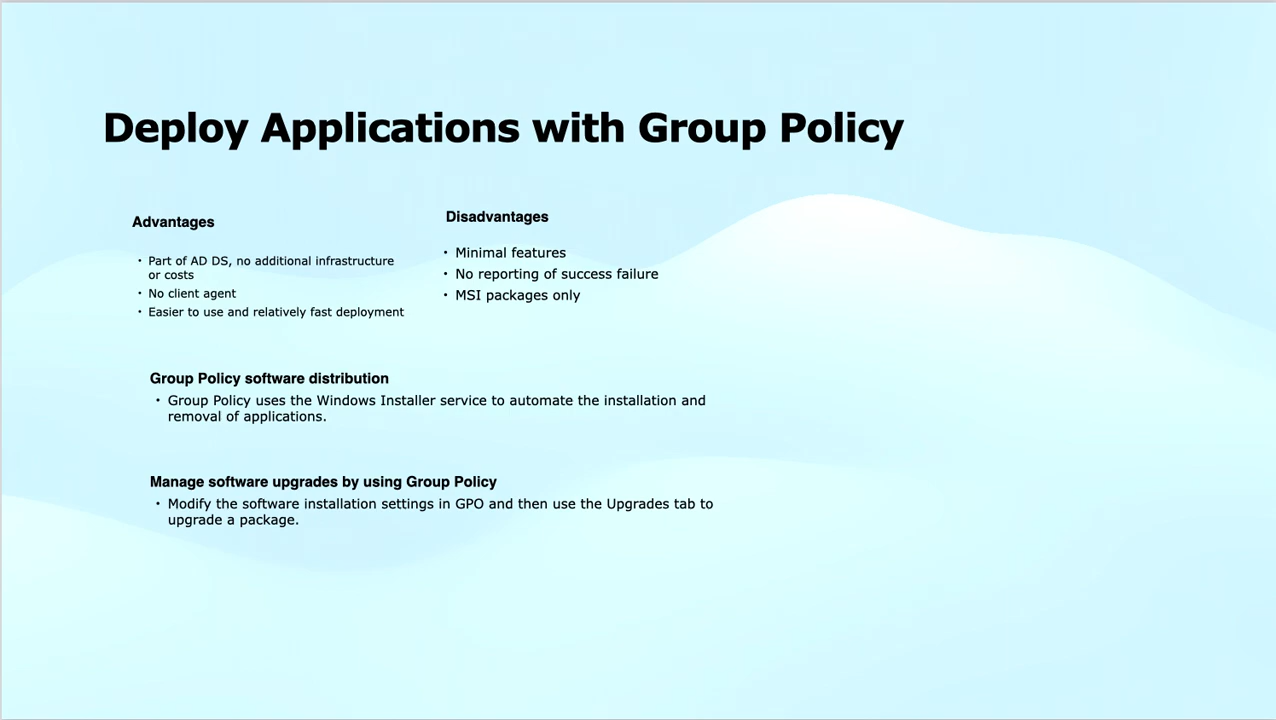 Deploy Applications with Group Policy
Advantages
• Part of AD DS, no additional infrastructure
or costs
• No client agent
• Easier to use and relatively fast deployment
Disadvantages
• Minimal features
• No reporting of success failure
• MSI packages only
Group Policy software distribution
• Group Policy uses the Windows Installer service to automate the installation and
removal of applications.
Manage software upgrades by using Group Policy
• Modify the software installation settings in GPO and then use the Upgrades tab to
upgrade a package.